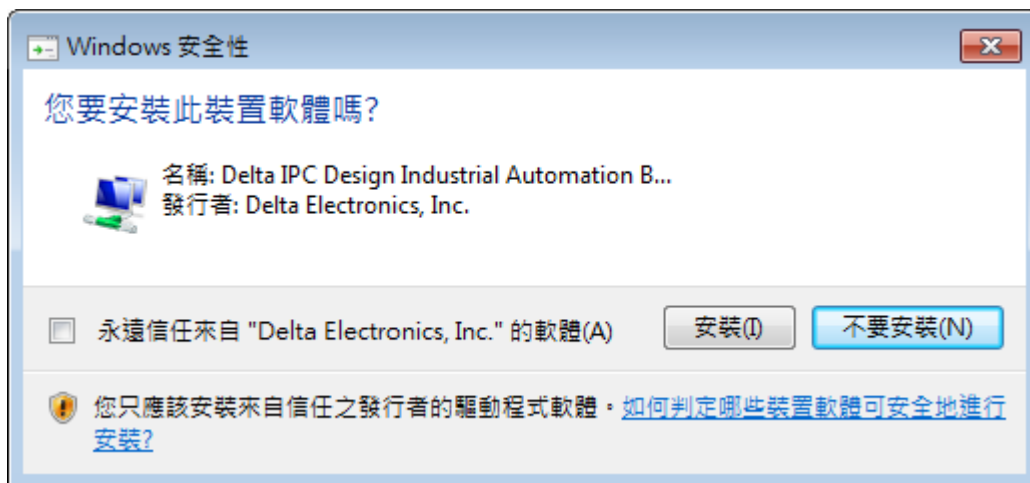 Windows 安全性
您要安裝此裝置軟體嗎?
名稱: Delta IPC Design Industrial Automation B...
發行者: Delta Electronics, Inc.
永遠信任來自 "Delta Electronics, Inc." 的軟體(A)
安裝(I)
不要安裝(N)
您只應該安裝來自信任之發行者的驅動程式軟體。如何判定哪些裝置軟體可安全地進行
安裝?